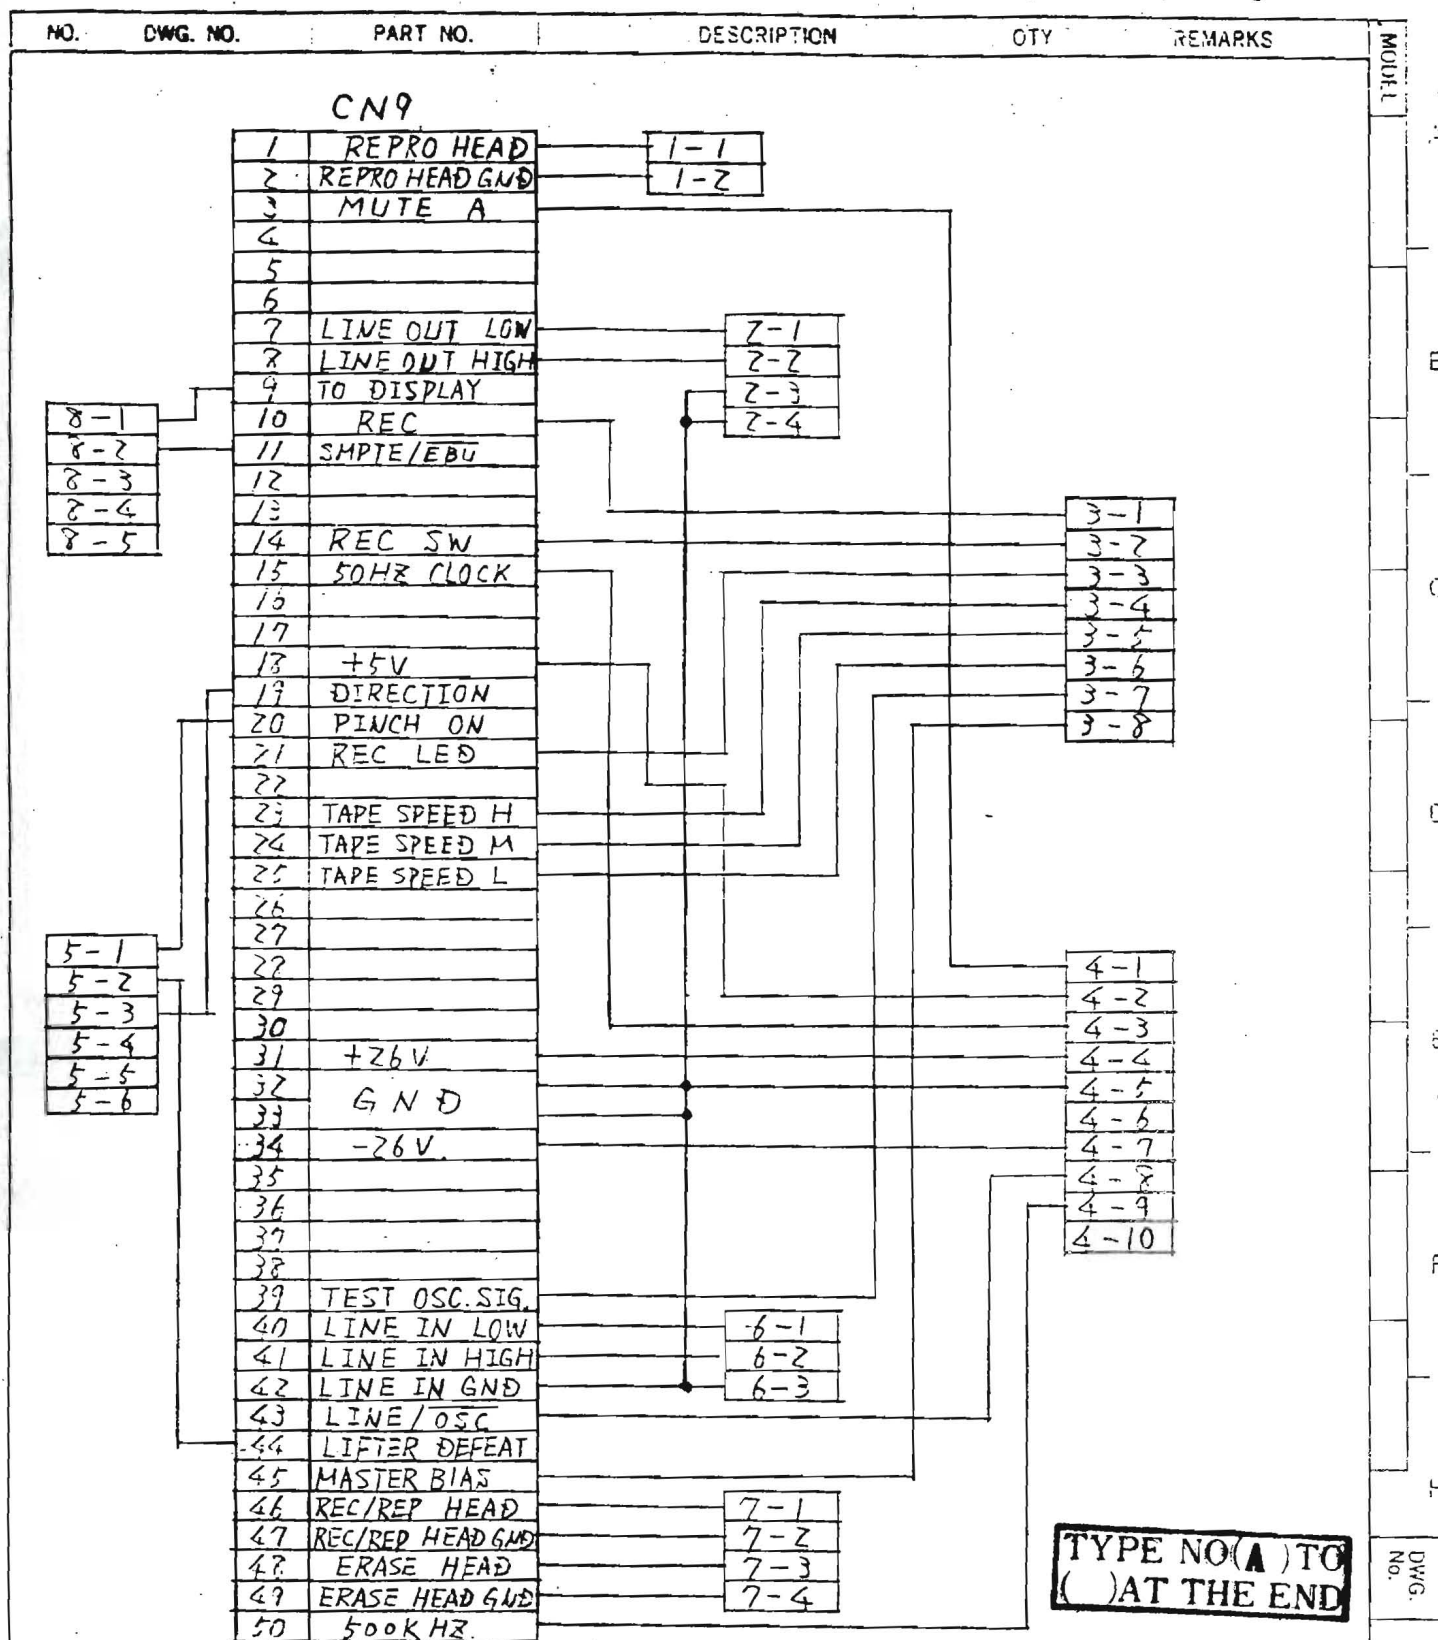 NO. DWG. NO. PART NO. DESCRIPTION QTY REMARKS
MODEL
CN9
1 REPRO HEAD 1-1
2 REPRO HEAD GND 1-2
3 MUTE A
4
5
6
7 LINE OUT LOW 2-1
8 LINE OUT HIGH 2-2
9 TO DISPLAY 2-3
8-1 10 REC 2-4
8-2 11 SMPTE/EBU
8-3 12
8-4 13 3-1
8-5 14 REC SW 3-2
15 50HZ CLOCK 3-3
16 3-4
17 3-5
18 +5V 3-6
19 DIRECTION 3-7
20 PINCH ON 3-8
21 REC LED
22
23 TAPE SPEED H
24 TAPE SPEED M
25 TAPE SPEED L
26
27
5-1 28 4-1
5-2 29 4-2
5-3 30 4-3
5-4 31 +26V 4-4
5-5 32 GND 4-5
5-6 33 4-6
34 -26V. 4-7
35 4-8
36 4-9
37 4-10
38
39 TEST OSC.SIG.
40 LINE IN LOW 6-1
41 LINE IN HIGH 6-2
42 LINE IN GND 6-3
43 LINE/OSC
44 LIFTER DEFEAT
45 MASTER BIAS
46 REC/REP HEAD 7-1
47 REC/REP HEAD GND 7-2
48 ERASE HEAD 7-3
49 ERASE HEAD GND 7-4
50 500KHZ.
TYPE NO(A)TO
( )AT THE END
DWG.
No.